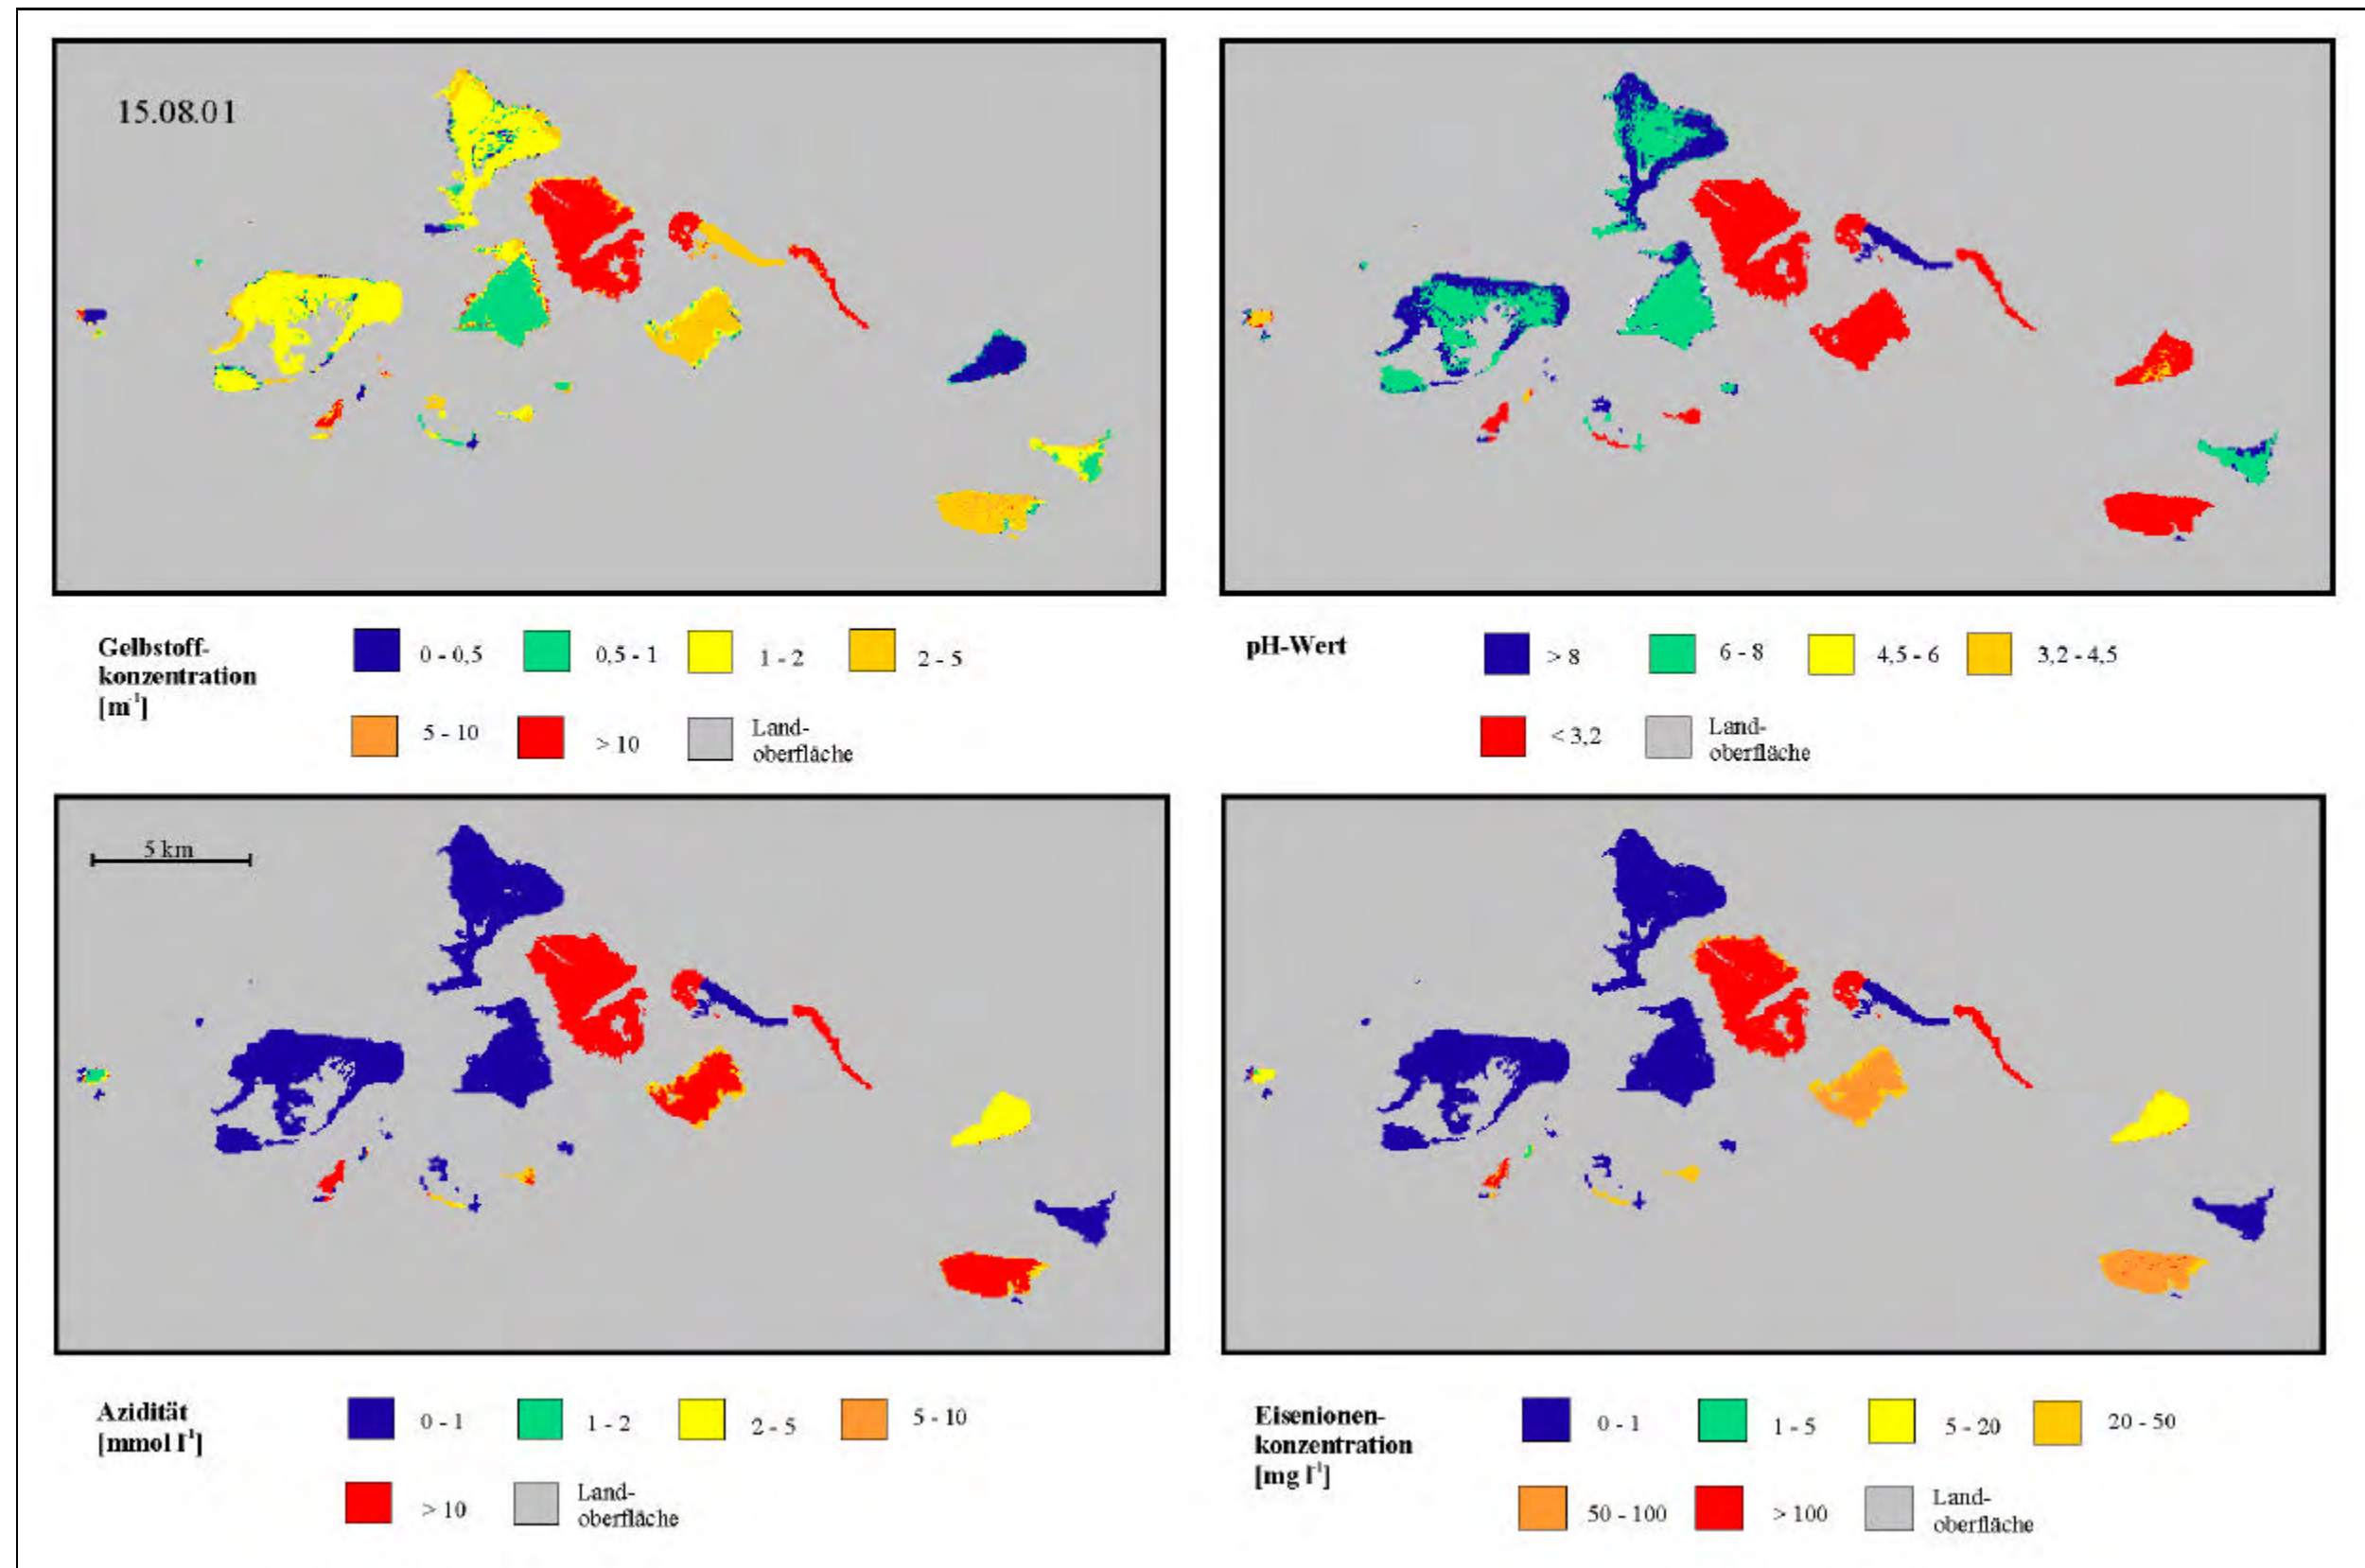 15.08.01
Gelbstoff-
konzentration
[m⁻¹]
0 - 0,5
0,5 - 1
1 - 2
2 - 5
5 - 10
> 10
Land-
oberfläche
pH-Wert
> 8
6 - 8
4,5 - 6
3,2 - 4,5
< 3,2
Land-
oberfläche
5 km
Azidität
[mmol l⁻¹]
0 - 1
1 - 2
2 - 5
5 - 10
> 10
Land-
oberfläche
Eisenionen-
konzentration
[mg l⁻¹]
0 - 1
1 - 5
5 - 20
20 - 50
50 - 100
> 100
Land-
oberfläche